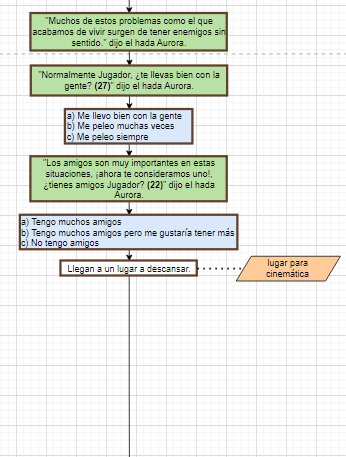 "Muchos de estos problemas como el que
acabamos de vivir surgen de tener enemigos sin
sentido." dijo el hada Aurora.
"Normalmente Jugador, ¿te llevas bien con la
gente? (27)" dijo el hada Aurora.
a) Me llevo bien con la gente
b) Me peleo muchas veces
c) Me peleo siempre
"Los amigos son muy importantes en estas
situaciones, ¡ahora te consideramos uno!,
¿tienes amigos Jugador? (22)" dijo el hada
Aurora.
a) Tengo muchos amigos
b) Tengo muchos amigos pero me gustaría tener más
c) No tengo amigos
Llegan a un lugar a descansar.
lugar para
cinemática